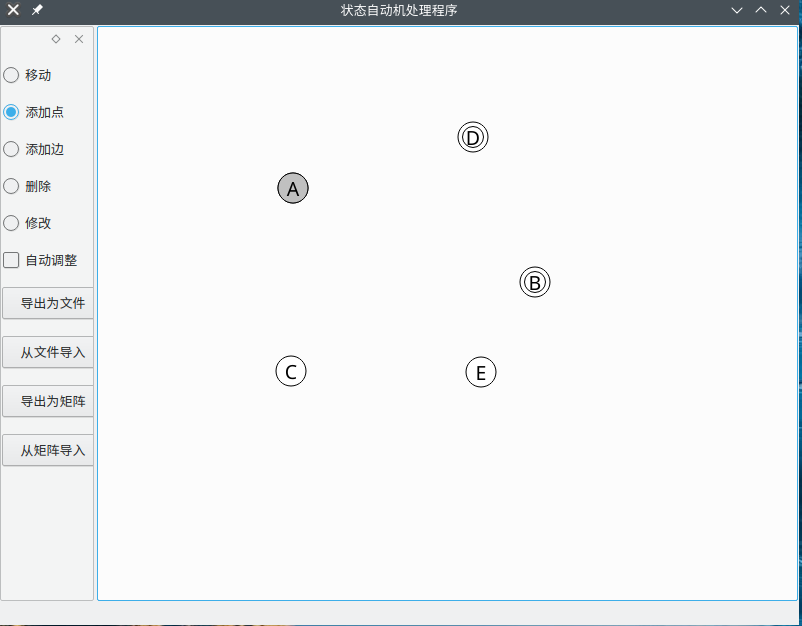 状态自动机处理程序
移动
添加点
添加边
删除
修改
自动调整
导出为文件
从文件导入
导出为矩阵
从矩阵导入
D
A
B
C
E